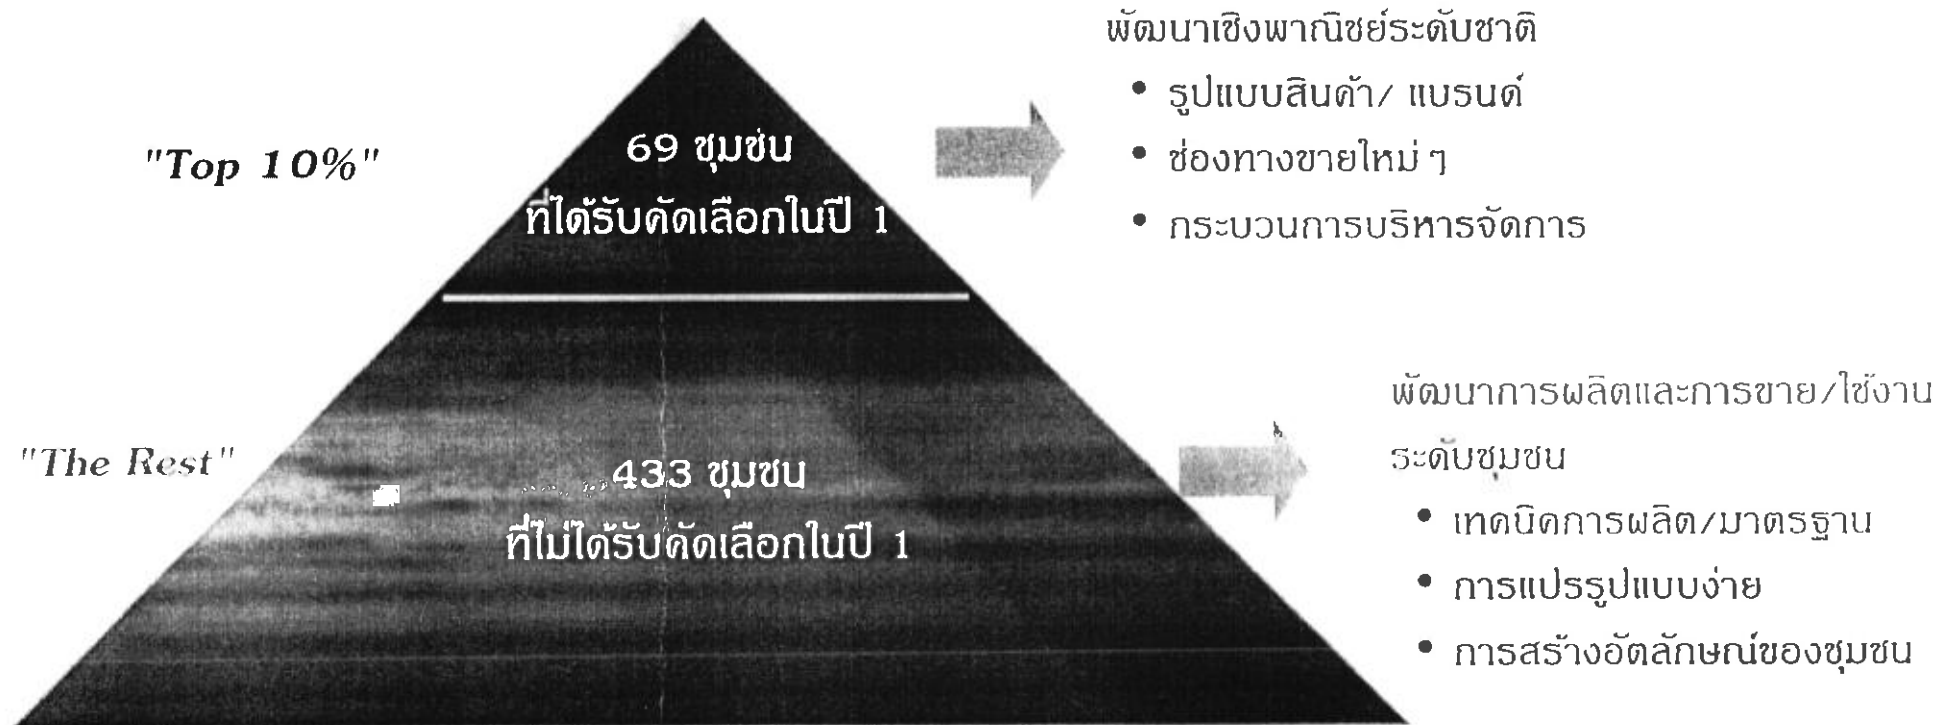 "Top 10%"
69 ชุมชน
ที่ได้รับคัดเลือกในปี 1
พัฒนาเชิงพาณิชย์ระดับชาติ
• รูปแบบสินค้า/ แบรนด์
• ช่องทางขายใหม่ ๆ
• กระบวนการบริหารจัดการ
"The Rest"
433 ชุมชน
ที่ไม่ได้รับคัดเลือกในปี 1
พัฒนาการผลิตและการขาย/ใช้งาน
ระดับชุมชน
• เทคนิคการผลิต/มาตรฐาน
• การแปรรูปแบบง่าย
• การสร้างอัตลักษณ์ของชุมชน